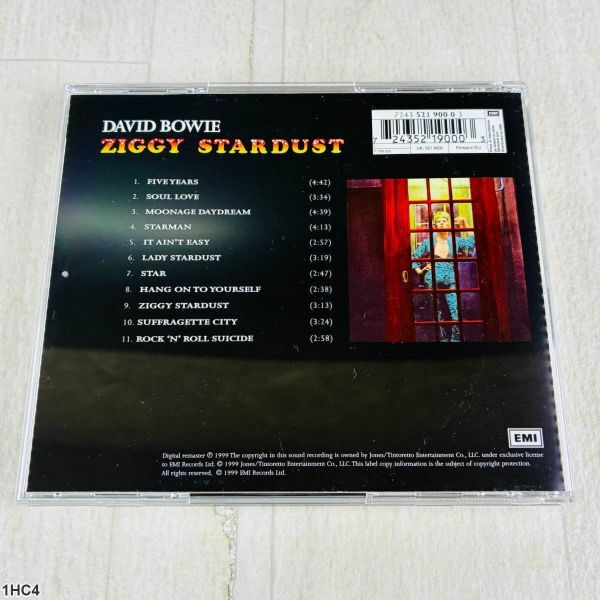 DAVID BOWIE
ZIGGY STARDUST
7243 521 900 0 3
7 24352 19000 3
UK: 521 9000
Printed in EU
EMI
1. FIVE YEARS (4:42)
2. SOUL LOVE (3:34)
3. MOONAGE DAYDREAM (4:39)
4. STARMAN (4:13)
5. IT AIN'T EASY (2:57)
6. LADY STARDUST (3:19)
7. STAR (2:47)
8. HANG ON TO YOURSELF (2:38)
9. ZIGGY STARDUST (3:13)
10. SUFFRAGETTE CITY (3:24)
11. ROCK 'N' ROLL SUICIDE (2:58)
EMI
Digital remaster ℗ 1999 The copyright in this sound recording is owned by Jones/Tintoretto Entertainment Co., LLC. under exclusive license
to EMI Records Ltd. © 1999 Jones/Tintoretto Entertainment Co., LLC. This label copy information is the subject of copyright protection.
All rights reserved. © 1999 EMI Records Ltd.
1HC4